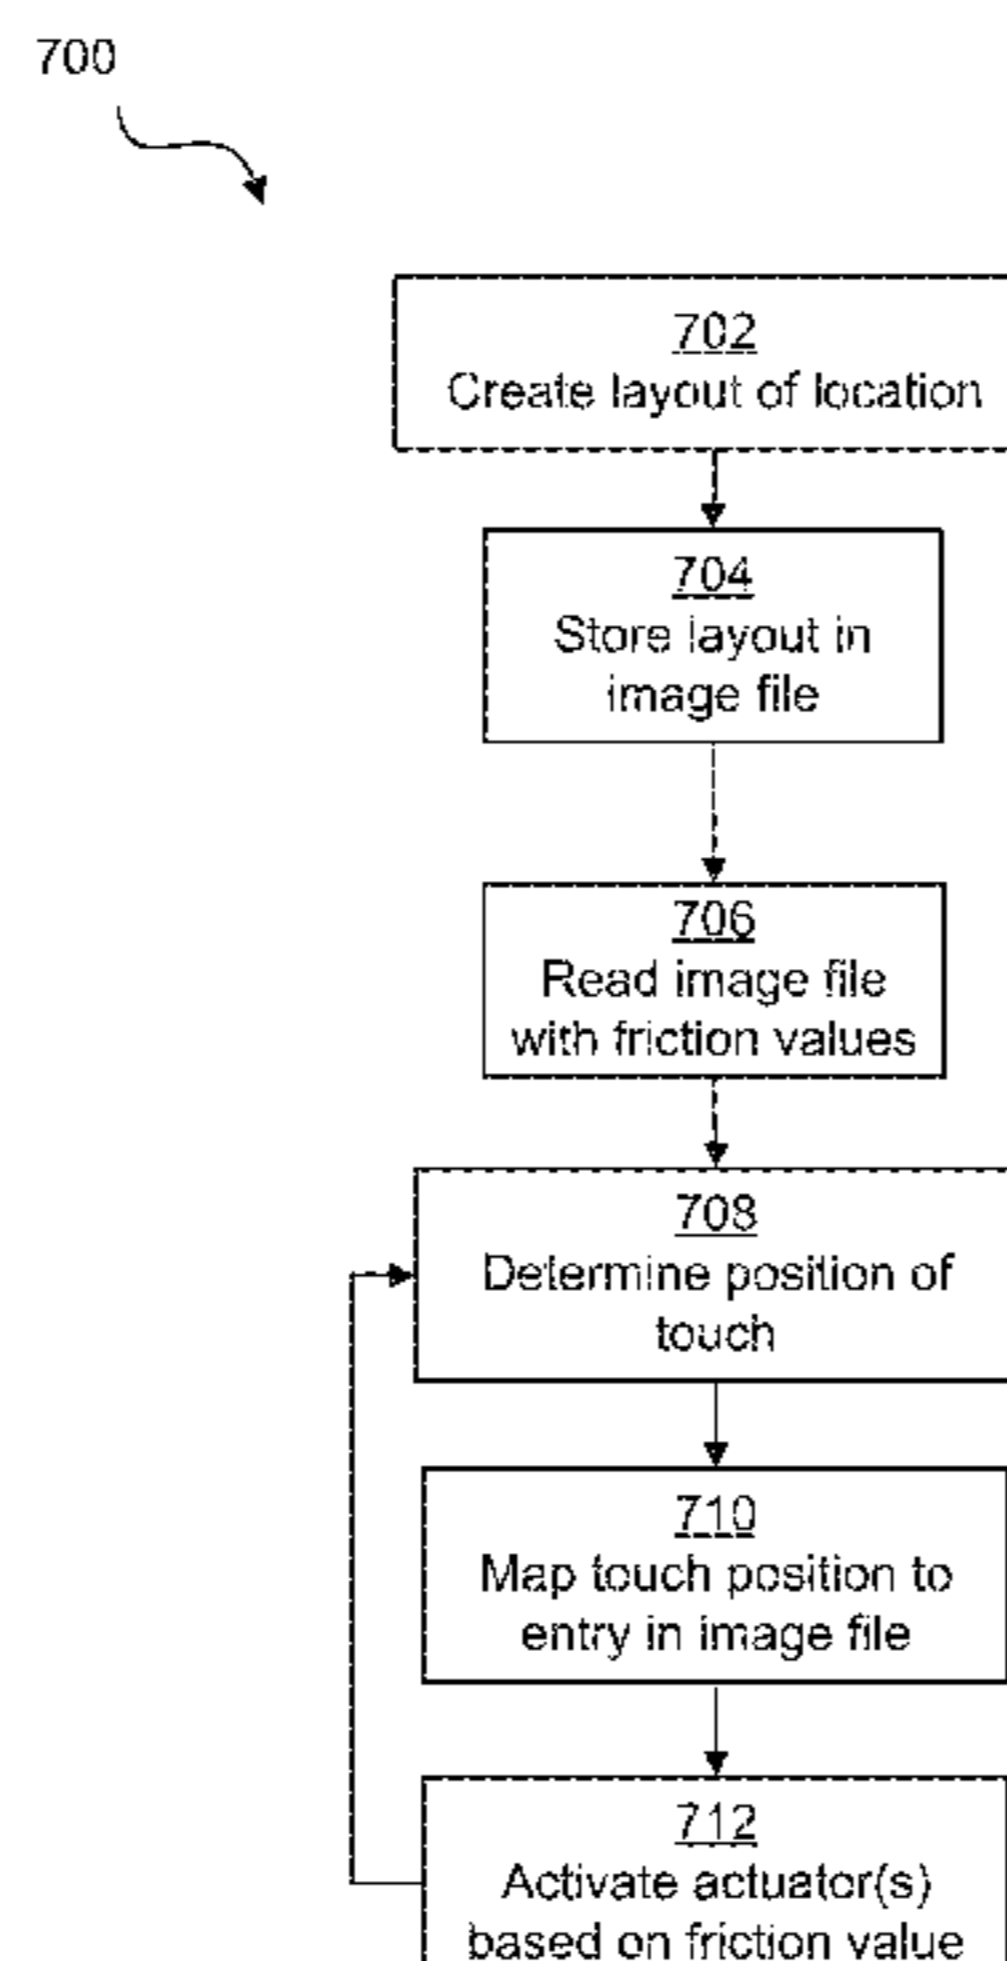 700
702
Create layout of location
704
Store layout in
image file
706
Read image file
with friction values
708
Determine position of
touch
710
Map touch position to
entry in image file
712
Activate actuator(s)
based on friction value